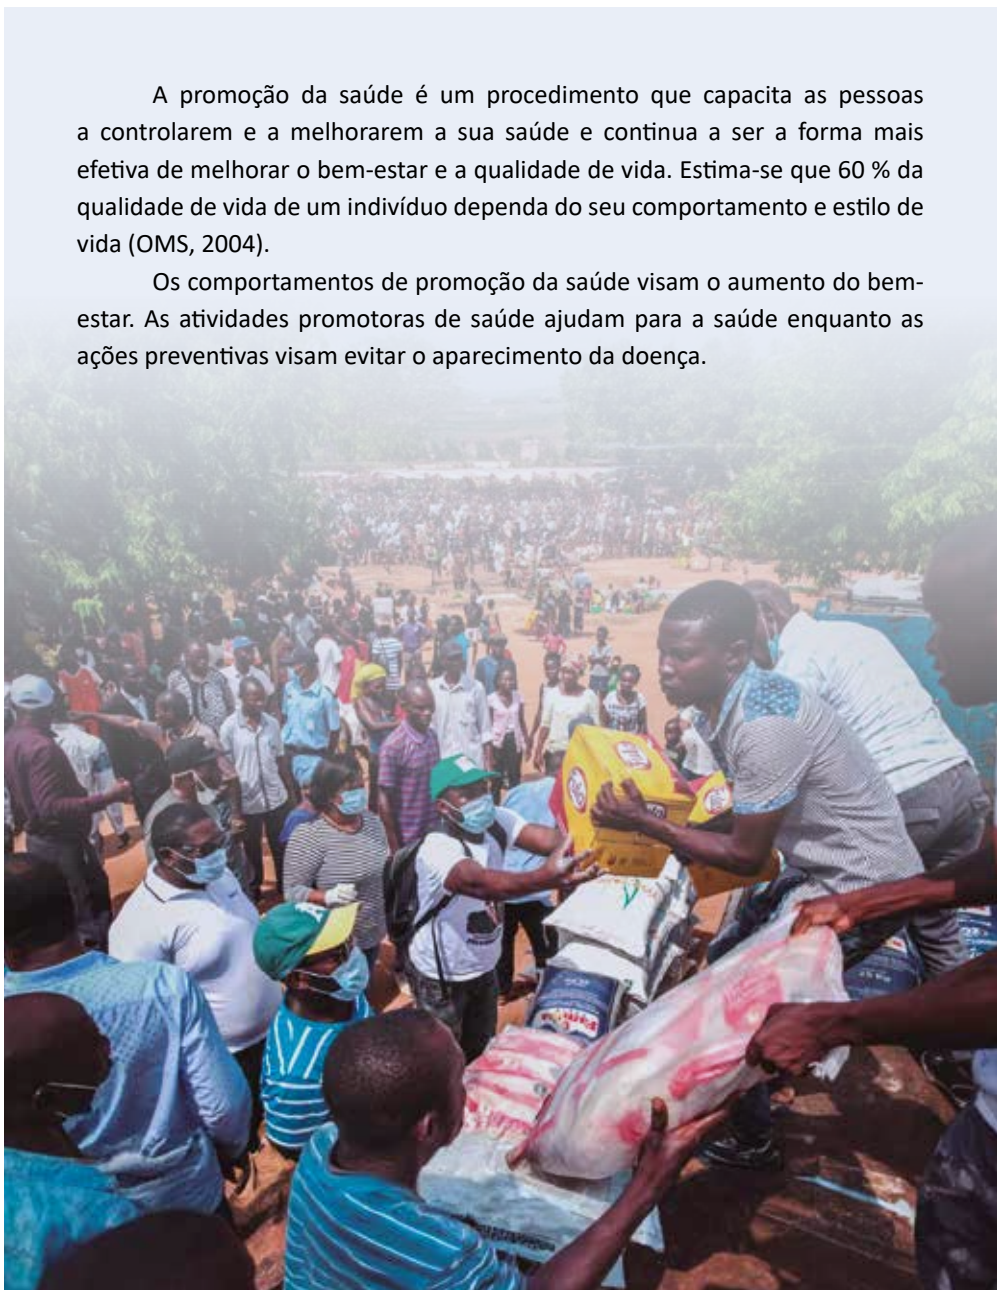 A promoção da saúde é um procedimento que capacita as pessoas
a controlarem e a melhorarem a sua saúde e continua a ser a forma mais
efetiva de melhorar o bem-estar e a qualidade de vida. Estima-se que 60 % da
qualidade de vida de um indivíduo dependa do seu comportamento e estilo de
vida (OMS, 2004).
Os comportamentos de promoção da saúde visam o aumento do bem-
estar. As atividades promotoras de saúde ajudam para a saúde enquanto as
ações preventivas visam evitar o aparecimento da doença.